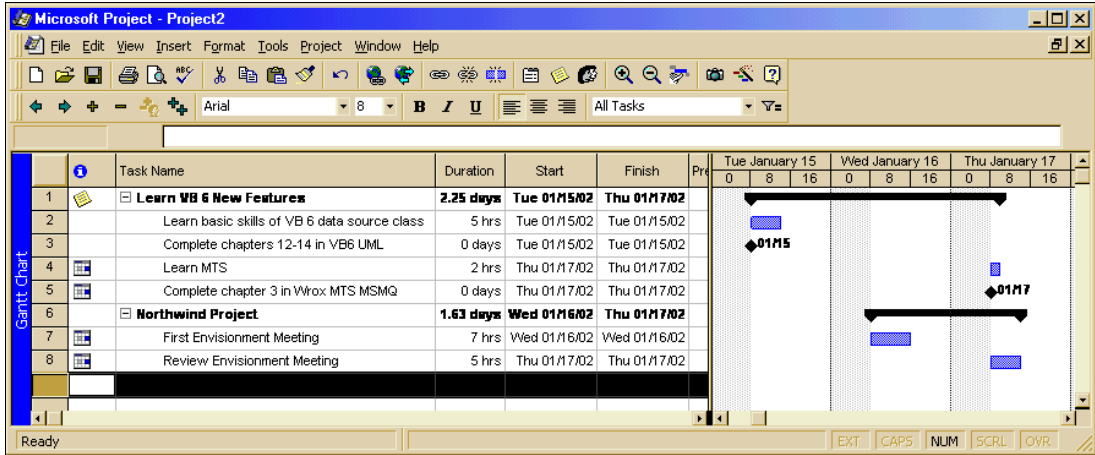 Microsoft Project - Project2
File Edit View Insert Format Tools Project Window Help
ABC
Arial 8 B I U All Tasks
Task Name Duration Start Finish Pre Tue January 15 Wed January 16 Thu January 17
0 8 16 0 8 16 0 8 16
1 Learn VB 6 New Features 2.25 days Tue 01/15/02 Thu 01/17/02
2 Learn basic skills of VB 6 data source class 5 hrs Tue 01/15/02 Tue 01/15/02
3 Complete chapters 12-14 in VB6 UML 0 days Tue 01/15/02 Tue 01/15/02 01/15
4 Learn MTS 2 hrs Thu 01/17/02 Thu 01/17/02
5 Complete chapter 3 in Wrox MTS MSMQ 0 days Thu 01/17/02 Thu 01/17/02 01/17
6 Northwind Project 1.63 days Wed 01/16/02 Thu 01/17/02
7 First Envisionment Meeting 7 hrs Wed 01/16/02 Wed 01/16/02
8 Review Envisionment Meeting 5 hrs Thu 01/17/02 Thu 01/17/02
Gantt Chart
Ready EXT CAPS NUM SCRL OVR